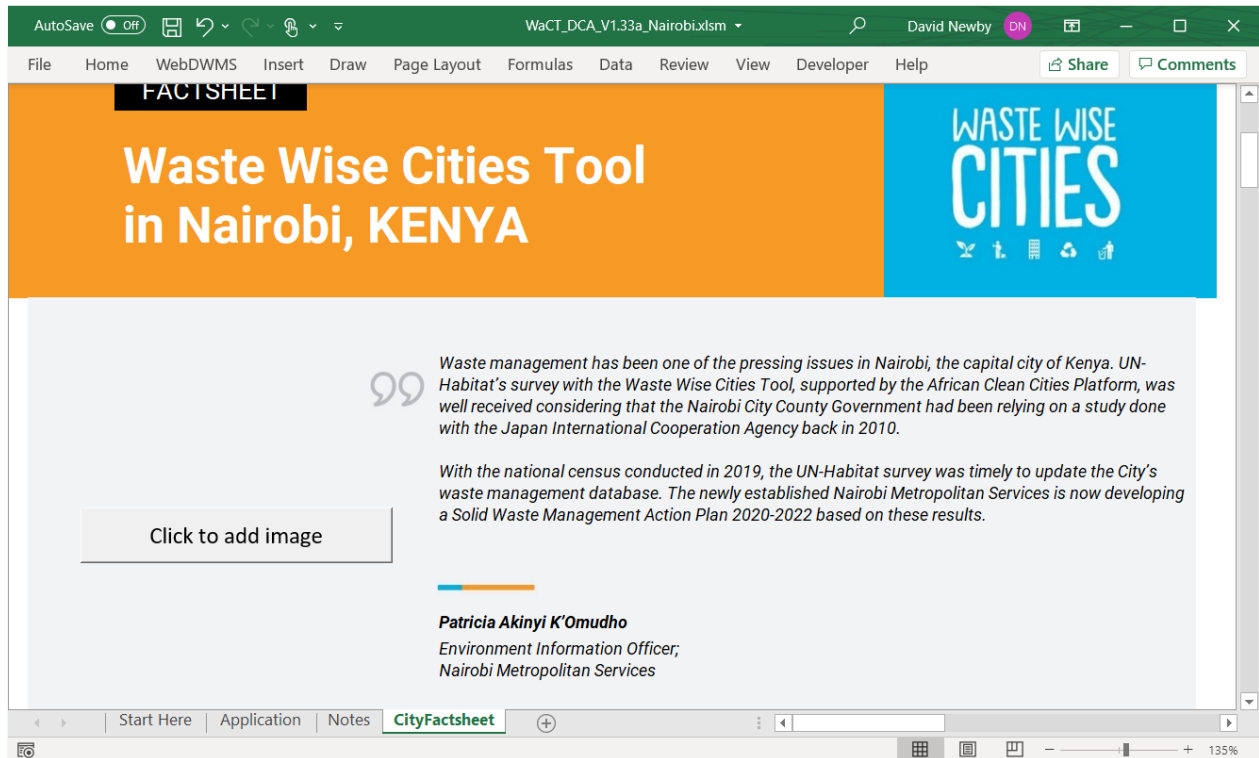 AutoSave Off WaCT_DCA_V1.33a_Nairobi.xlsm David Newby DN
File Home WebDWMS Insert Draw Page Layout Formulas Data Review View Developer Help Share Comments
FACTSHEET
Waste Wise Cities Tool
in Nairobi, KENYA
WASTE WISE
CITIES
Waste management has been one of the pressing issues in Nairobi, the capital city of Kenya. UN-
Habitat’s survey with the Waste Wise Cities Tool, supported by the African Clean Cities Platform, was
well received considering that the Nairobi City County Government had been relying on a study done
with the Japan International Cooperation Agency back in 2010.
With the national census conducted in 2019, the UN-Habitat survey was timely to update the City’s
waste management database. The newly established Nairobi Metropolitan Services is now developing
a Solid Waste Management Action Plan 2020-2022 based on these results.
Click to add image
Patricia Akinyi K’Omudho
Environment Information Officer;
Nairobi Metropolitan Services
Start Here Application Notes CityFactsheet
135%